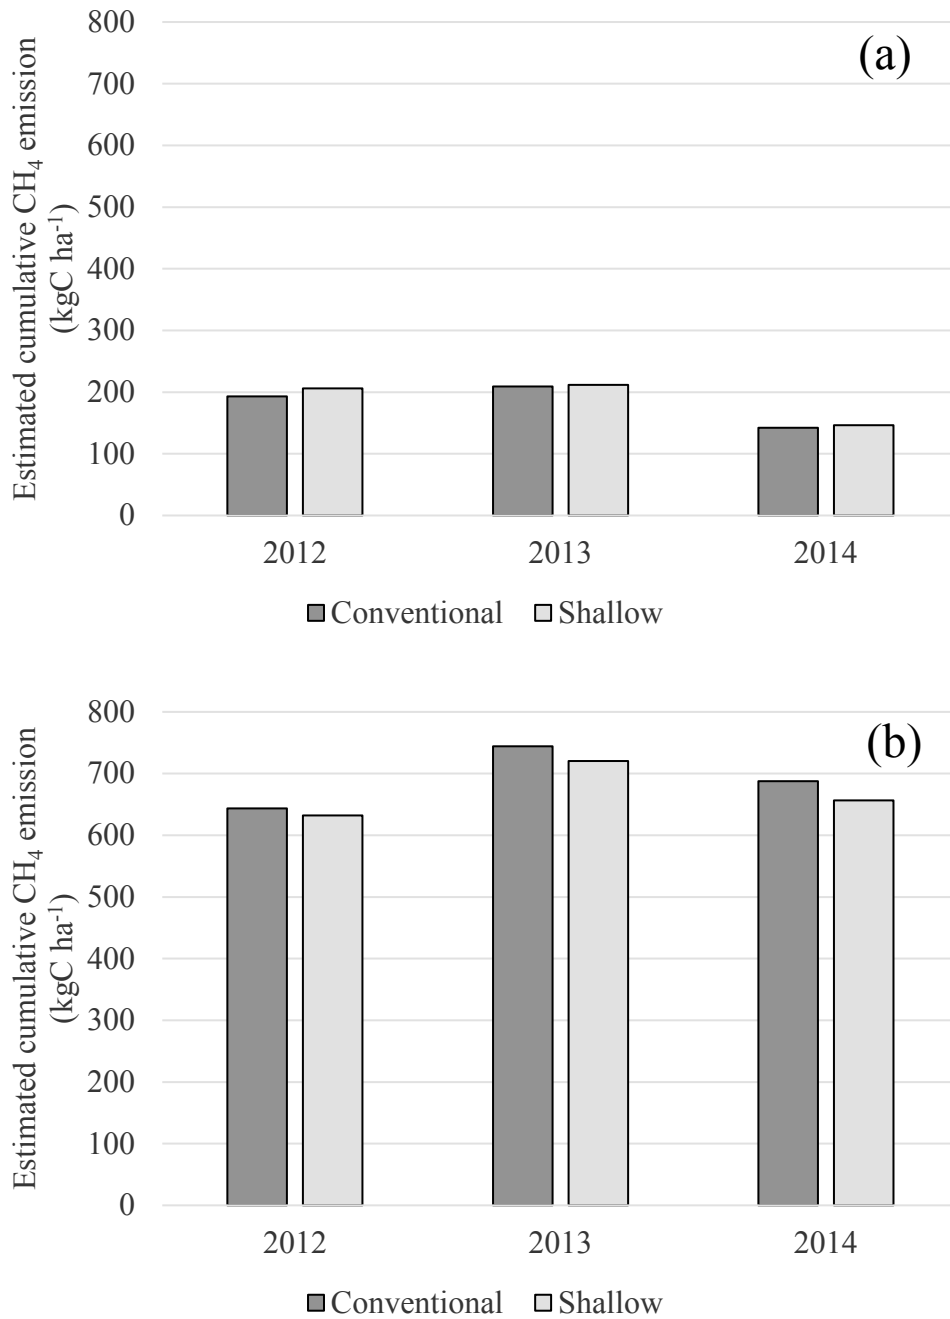 (a)
Estimated cumulative CH₄ emission
(kgC ha⁻¹)
800
700
600
500
400
300
200
100
0
2012 2013 2014
Conventional Shallow
(b)
Estimated cumulative CH₄ emission
(kgC ha⁻¹)
800
700
600
500
400
300
200
100
0
2012 2013 2014
Conventional Shallow